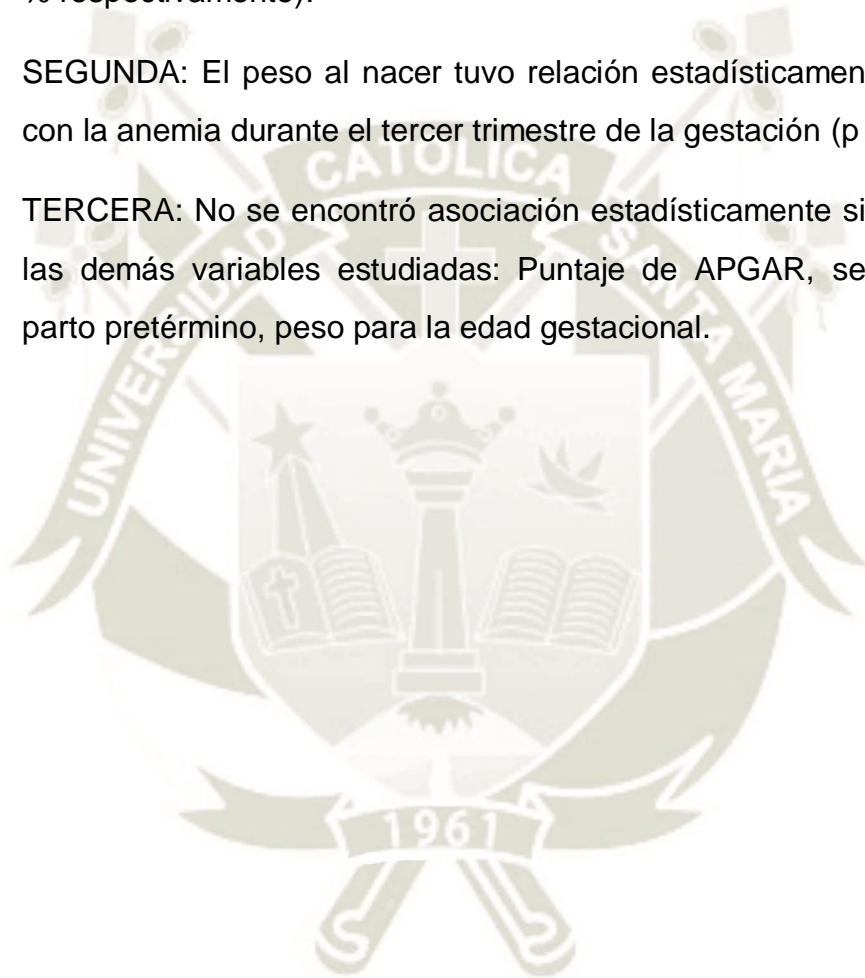 % respectivamente).
SEGUNDA: El peso al nacer tuvo relación estadísticamen
con la anemia durante el tercer trimestre de la gestación (p
TERCERA: No se encontró asociación estadísticamente si
las demás variables estudiadas: Puntaje de APGAR, se
parto pretérmino, peso para la edad gestacional.
UNIVERSIDAD CATOLICA SANTA MARIA
1961